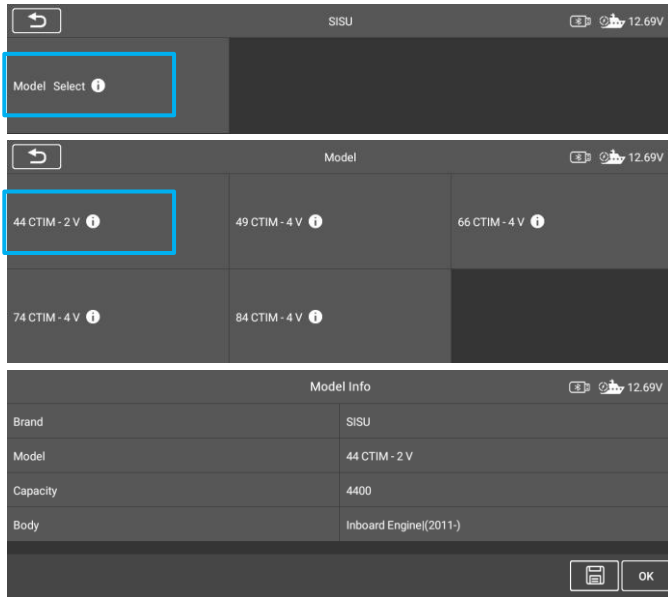 SISU 12.69V
Model Select
Model 12.69V
44 CTIM - 2 V 49 CTIM - 4 V 66 CTIM - 4 V
74 CTIM - 4 V 84 CTIM - 4 V
Model Info 12.69V
Brand SISU
Model 44 CTIM - 2 V
Capacity 4400
Body Inboard Engine|(2011-)
OK